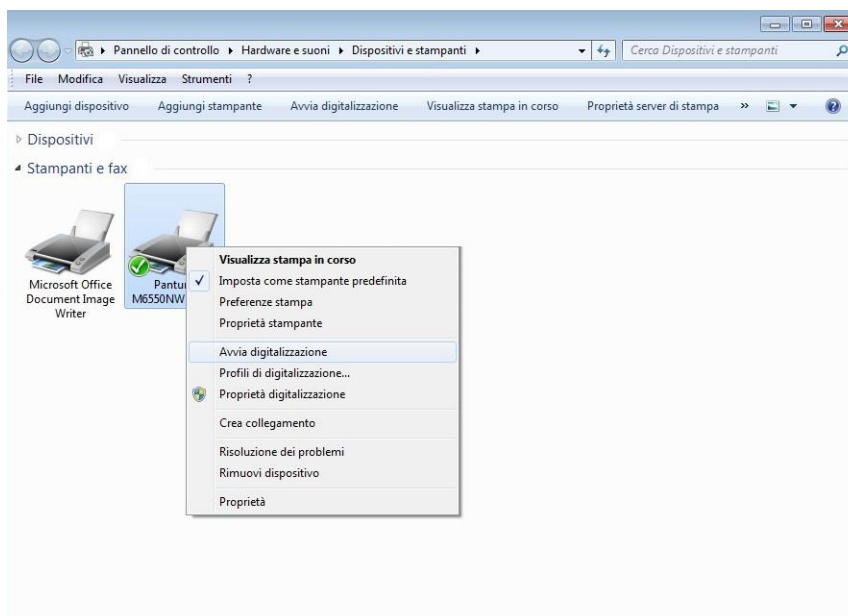 Pannello di controllo Hardware e suoni Dispositivi e stampanti
Cerca Dispositivi e stampanti
File Modifica Visualizza Strumenti ?
Aggiungi dispositivo Aggiungi stampante Avvia digitalizzazione Visualizza stampa in corso Proprietà server di stampa »
Dispositivi
Stampanti e fax
Microsoft Office
Document Image
Writer
M6550NW
Visualizza stampa in corso
Imposta come stampante predefinita
Preferenze stampa
Proprietà stampante
Avvia digitalizzazione
Profili di digitalizzazione...
Proprietà digitalizzazione
Crea collegamento
Risoluzione dei problemi
Rimuovi dispositivo
Proprietà